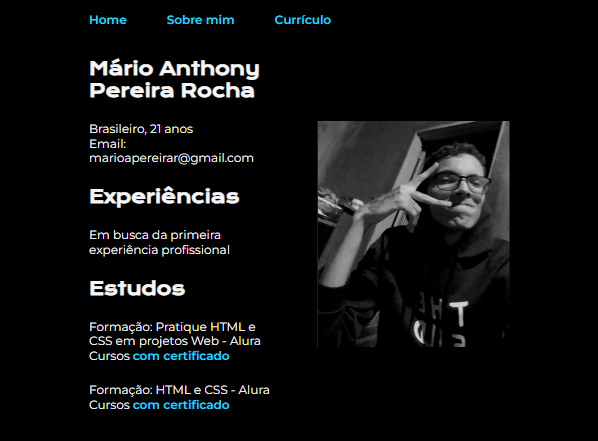 Home Sobre mim Currículo
Mário Anthony
Pereira Rocha
Brasileiro, 21 anos
Email:
marioapereirar@gmail.com
Experiências
Em busca da primeira
experiência profissional
Estudos
Formação: Pratique HTML e
CSS em projetos Web - Alura
Cursos com certificado
Formação: HTML e CSS - Alura
Cursos com certificado
THE